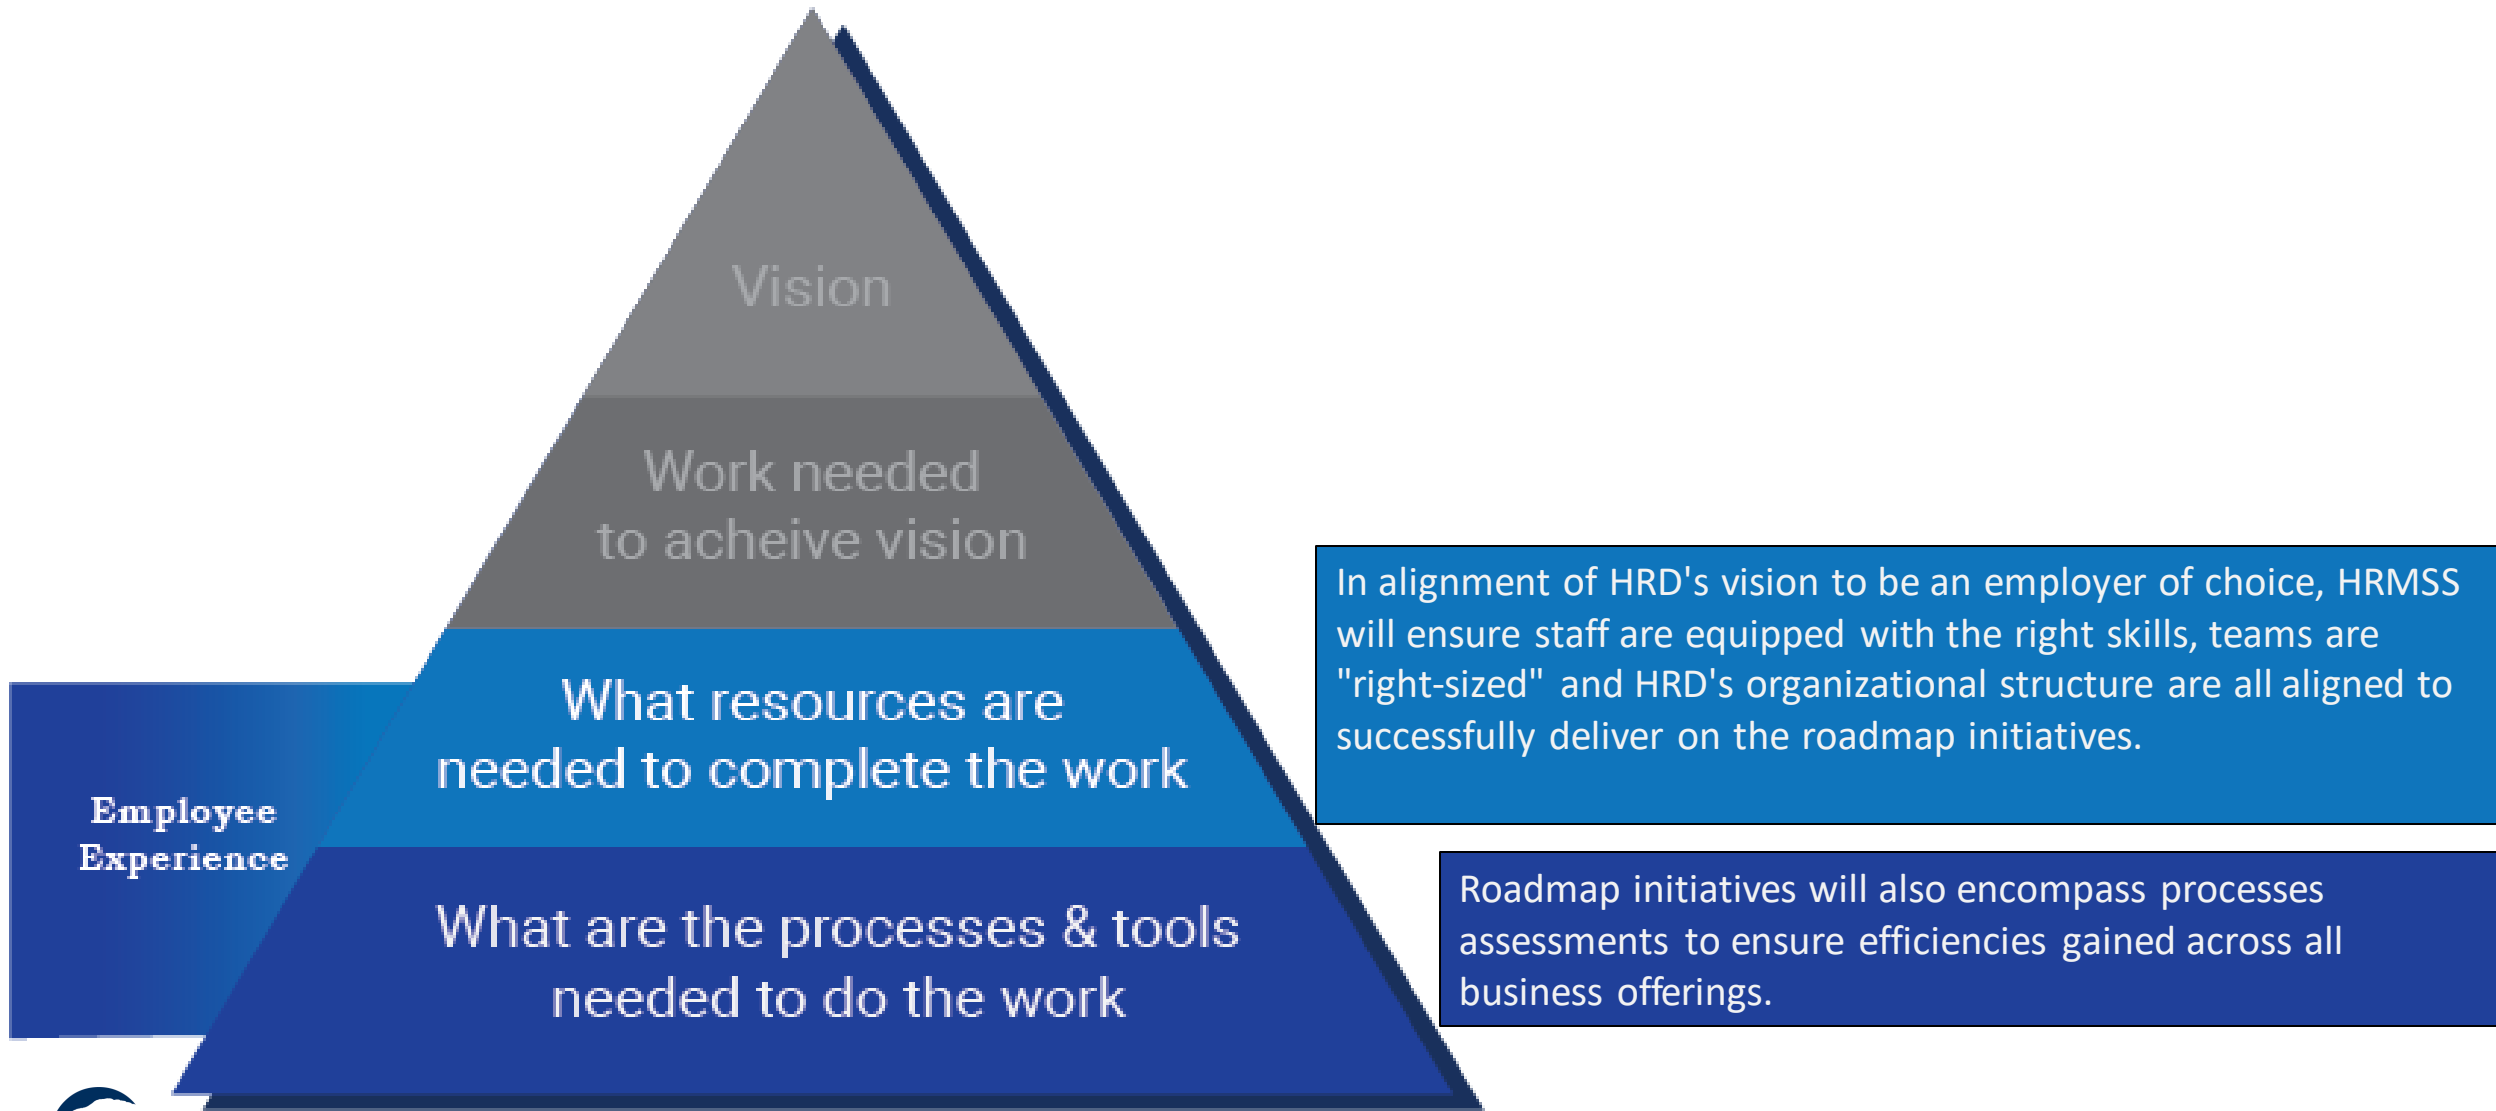 Vision
Work needed
to acheive vision
What resources are
needed to complete the work
What are the processes & tools
needed to do the work
Employee
Experience
In alignment of HRD's vision to be an employer of choice, HRMSS
will ensure staff are equipped with the right skills, teams are
"right-sized" and HRD's organizational structure are all aligned to
successfully deliver on the roadmap initiatives.
Roadmap initiatives will also encompass processes
assessments to ensure efficiencies gained across all
business offerings.